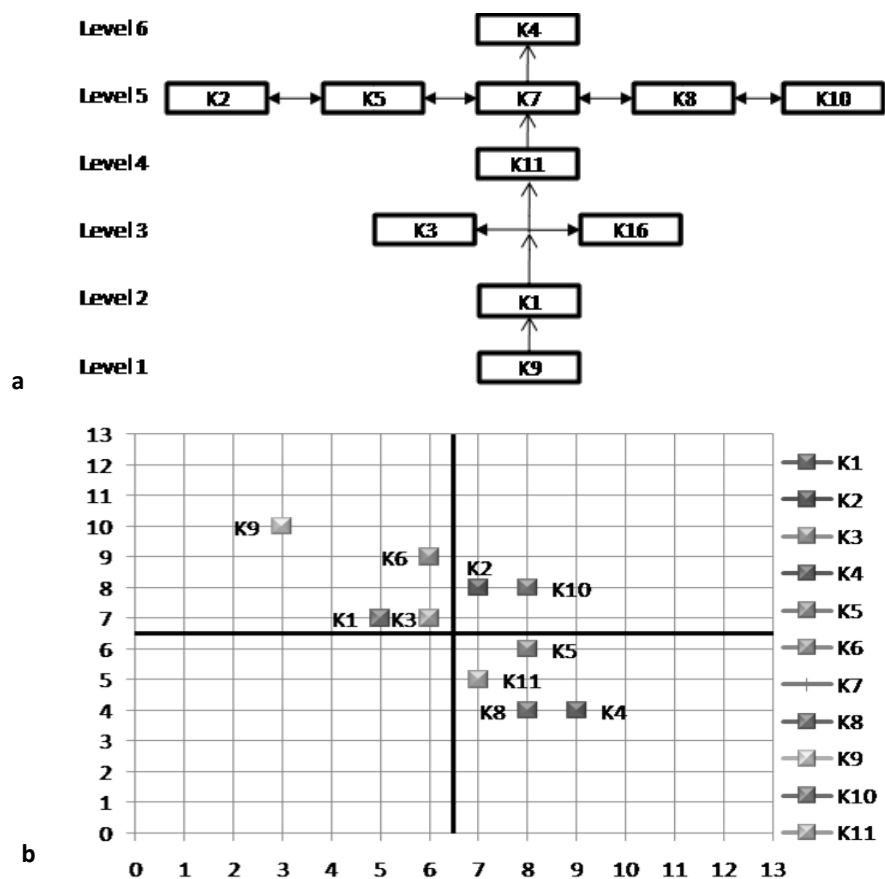 Level 6 K4
Level 5 K2 K5 K7 K8 K10
Level 4 K11
Level 3 K3 K16
Level 2 K1
Level 1 K9
a
13
12
11
10
9
8
7
6
5
4
3
2
1
0
K9
K6
K2
K10
K1 K3
K5
K11
K8 K4
0 1 2 3 4 5 6 7 8 9 10 11 12 13
K1
K2
K3
K4
K5
K6
K7
K8
K9
K10
K11
b